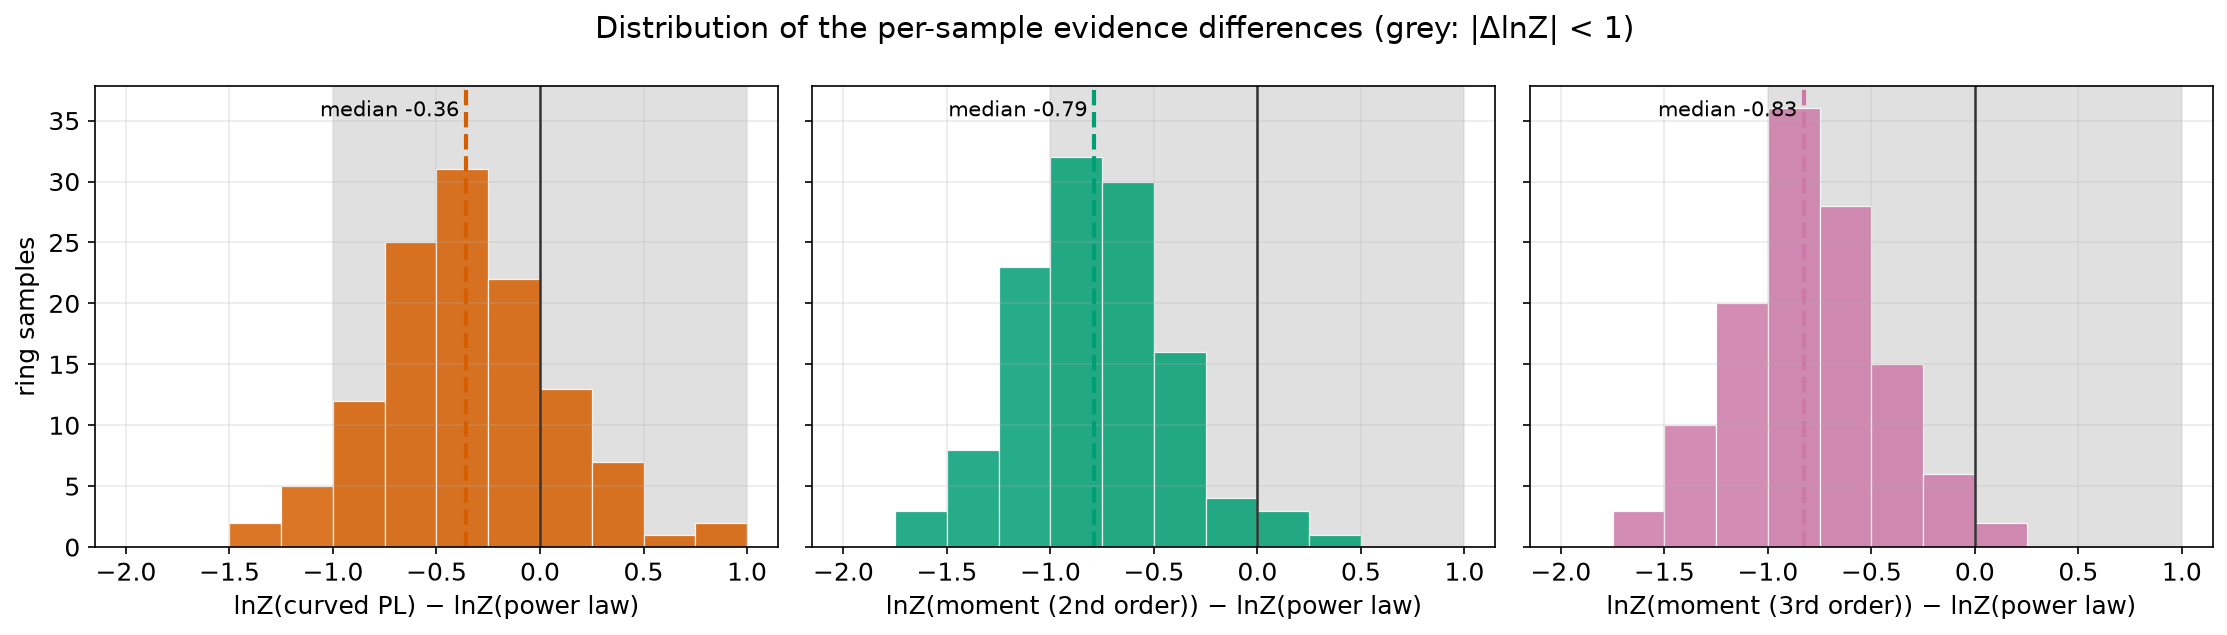 Distribution of the per-sample evidence differences (grey: |ΔlnZ| < 1)
median -0.36
median -0.79
median -0.83
ring samples
35
30
25
20
15
10
5
0
−2.0 −1.5 −1.0 −0.5 0.0 0.5 1.0
−2.0 −1.5 −1.0 −0.5 0.0 0.5 1.0
−2.0 −1.5 −1.0 −0.5 0.0 0.5 1.0
lnZ(curved PL) − lnZ(power law)
lnZ(moment (2nd order)) − lnZ(power law)
lnZ(moment (3rd order)) − lnZ(power law)